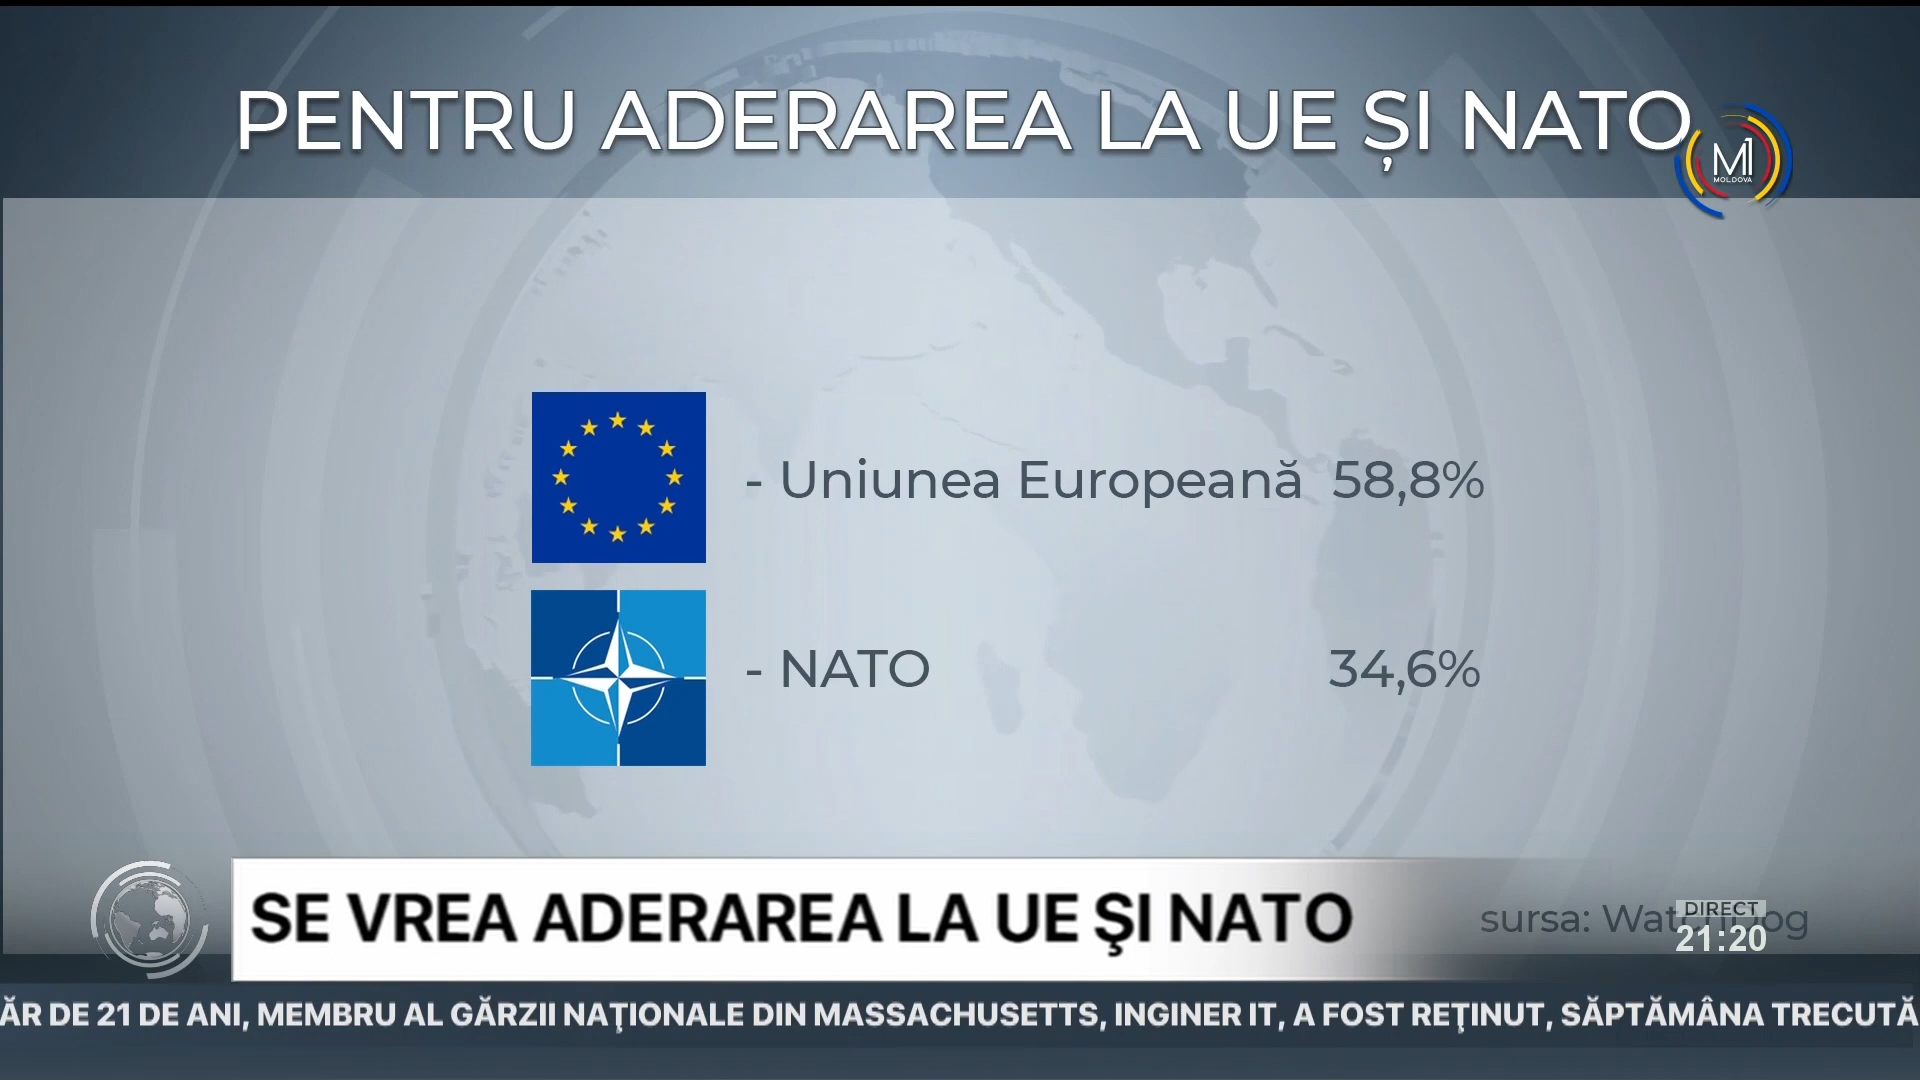 PENTRU ADERAREA LA UE ȘI NATO
M1
MOLDOVA
- Uniunea Europeană 58,8%
- NATO 34,6%
SE VREA ADERAREA LA UE ŞI NATO
sursa:
DIRECT
21:20
ĂR DE 21 DE ANI, MEMBRU AL GĂRZII NAŢIONALE DIN MASSACHUSETTS, INGINER IT, A FOST REŢINUT, SĂPTĂMÂNA TRECUTĂ